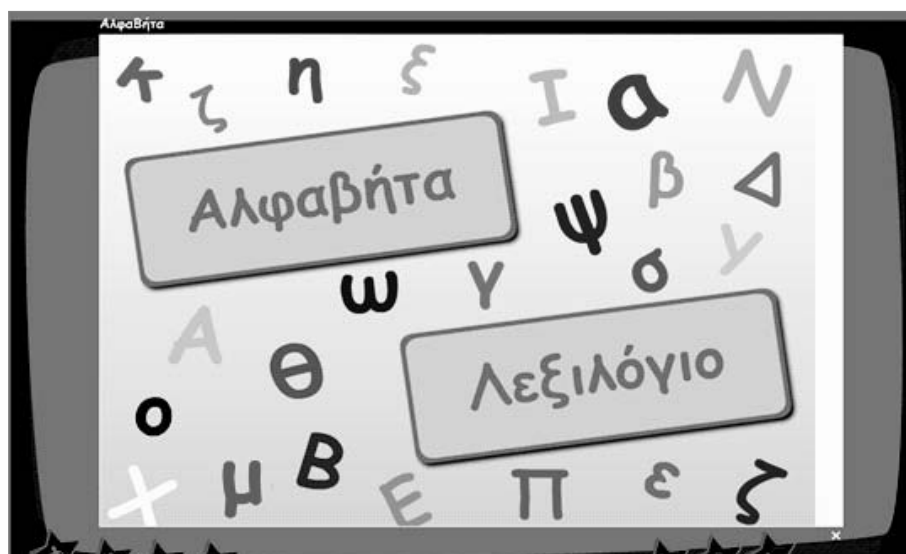 ΑλφαΒήτα
κ ζ η ξ Ι α Ν
Αλφαβήτα
β Δ
ψ
σ γ
ω γ
Α
Θ
Λεξιλόγιο
ο
Χ μ Β Ε Π ε ζ
×